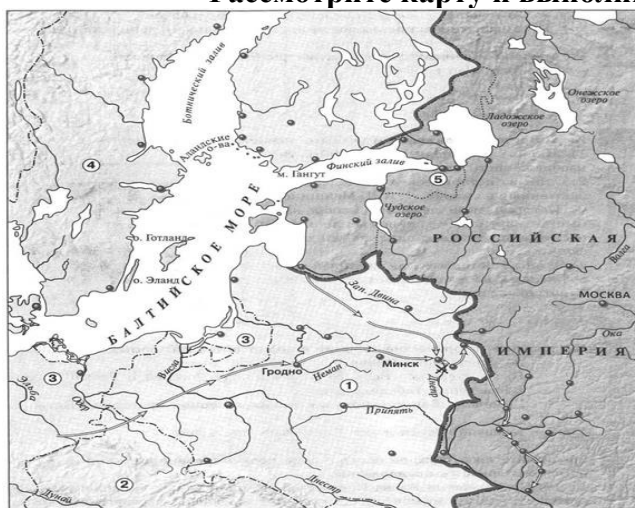 Рассмотрите карту и выполни
Ботнический залив
Онежское
озеро
Ладожское
озеро
Аландские
о-ва
4
Финский залив
м. Гангут
5
Чудское
озеро
о. Готланд
БАЛТИЙСКОЕ МОРЕ
РОССИЙСКАЯ
Волга
о. Эланд
Зап. Двина
МОСКВА
Ока
3
ИМПЕРИЯ
3
Эльба
Одер
Висла
Гродно
Неман
Минск
Днепр
1
Припять
2
Дунай
Днестр